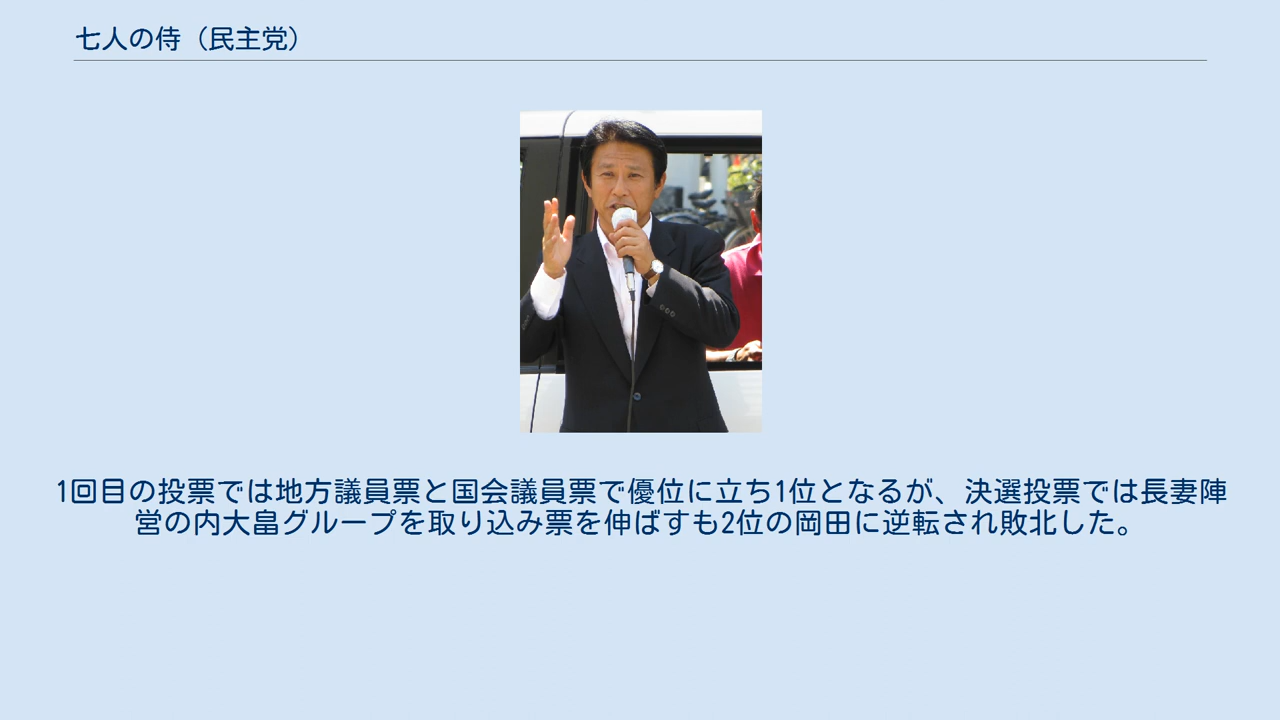 七人の侍（民主党）
1回目の投票では地方議員票と国会議員票で優位に立ち1位となるが、決選投票では長妻陣
営の内大畠グループを取り込み票を伸ばすも2位の岡田に逆転され敗北した。